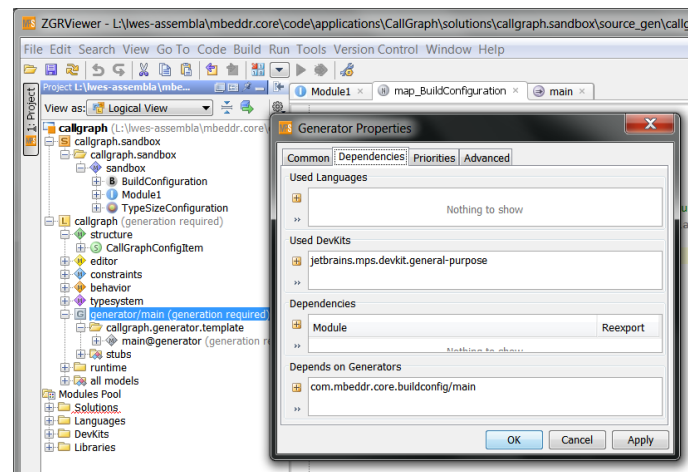 ZGRViewer - L:\lwes-assembla\mbeddr.core\code\applications\CallGraph\solutions\callgraph.sandbox\source_gen\callg
File Edit Search View Go To Code Build Run Tools Version Control Window Help
1: Project
Project L:\lwes-assembla\mbe...
Module1 × map_BuildConfiguration × main ×
View as: Logical View
callgraph (L:\lwes-assembla\mbeddr.core\
callgraph.sandbox
callgraph.sandbox
sandbox
BuildConfiguration
Module1
TypeSizeConfiguration
callgraph (generation required)
structure
CallGraphConfigItem
editor
constraints
behavior
typesystem
generator/main (generation required)
callgraph.generator.template
main@generator (generation re
stubs
runtime
all models
Modules Pool
Solutions
Languages
DevKits
Libraries
Generator Properties
Common Dependencies Priorities Advanced
Used Languages
Nothing to show
Used DevKits
jetbrains.mps.devkit.general-purpose
Dependencies
Module Reexport
Nothing to show
Depends on Generators
com.mbeddr.core.buildconfig/main
OK Cancel Apply